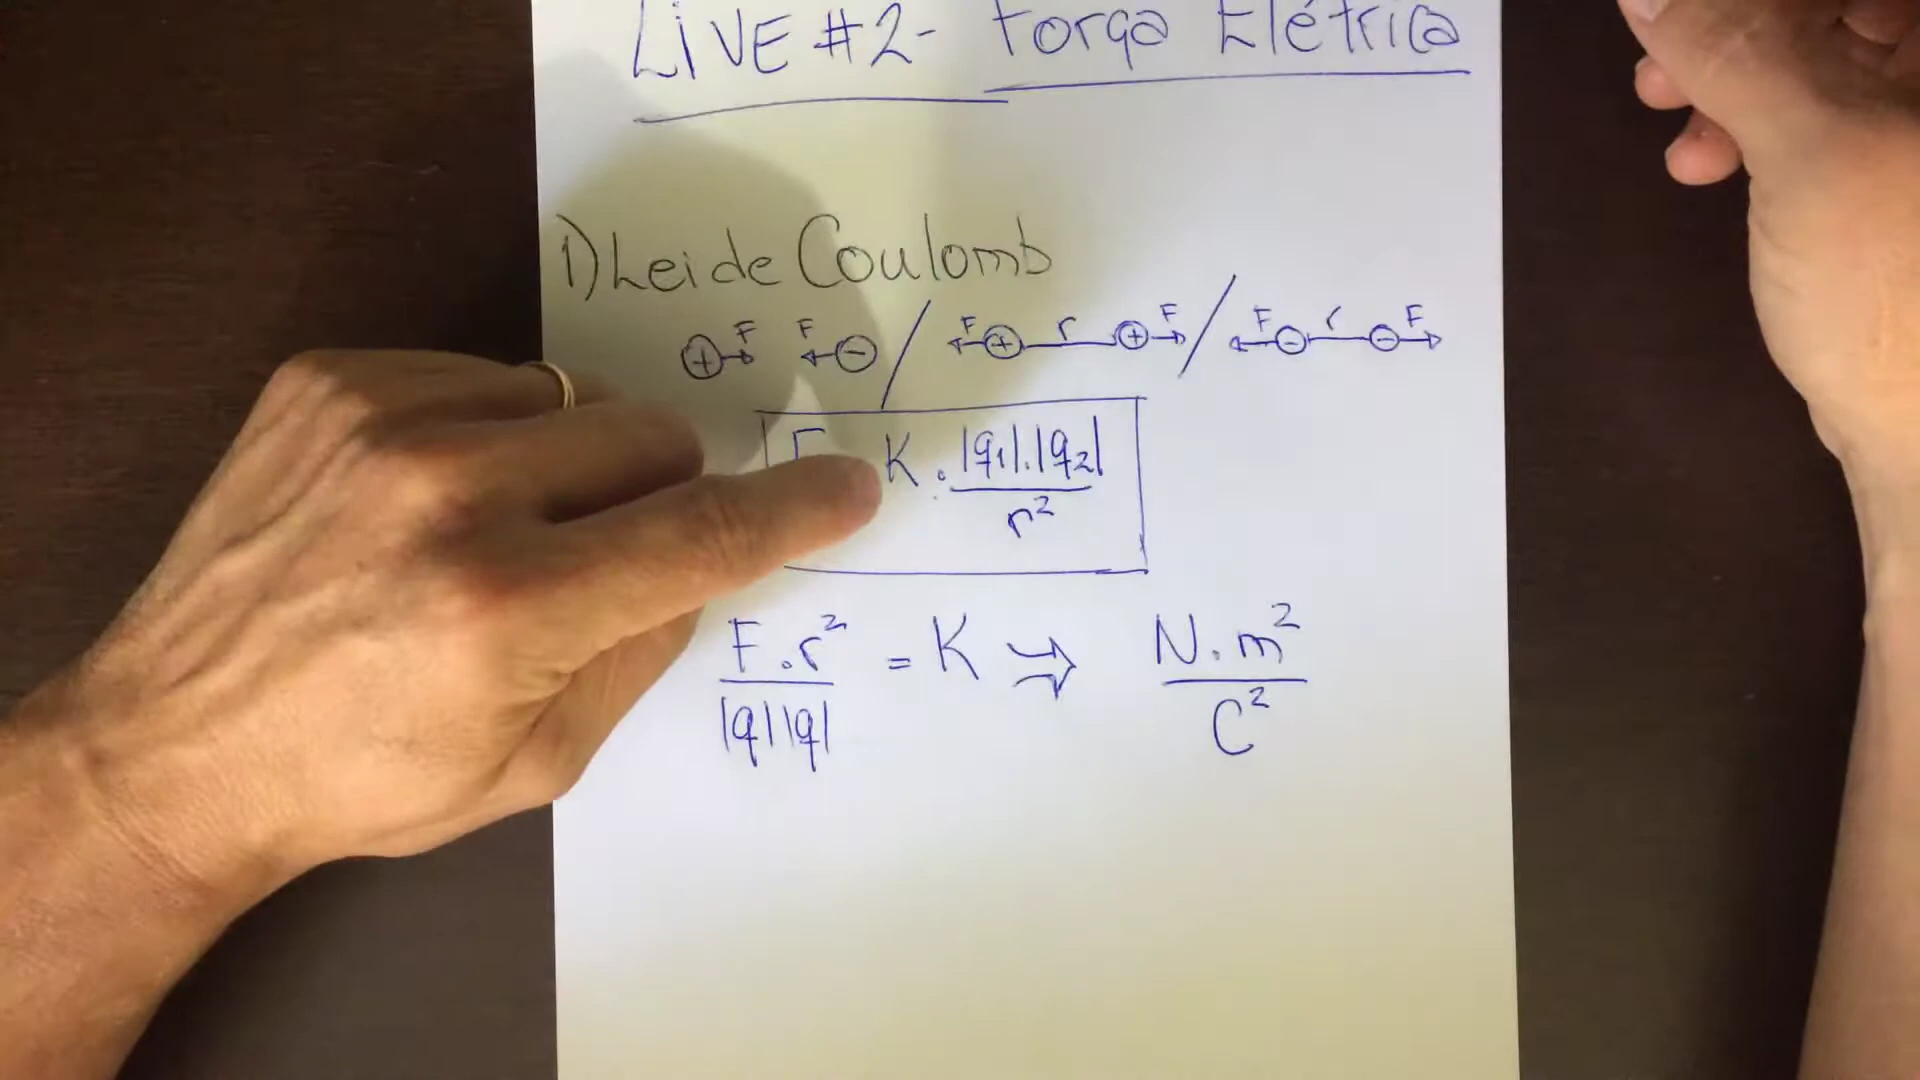 LIVE #2- Força Elétrica
1) Lei de Coulomb
⊕→ F F ←⊖ / F ←⊕ r ⊕→ F / F ←⊖ r ⊖→ F
F K . |q1|.|q2|
r²
F.r² = K ⇒ N.m²
|q||q| C²